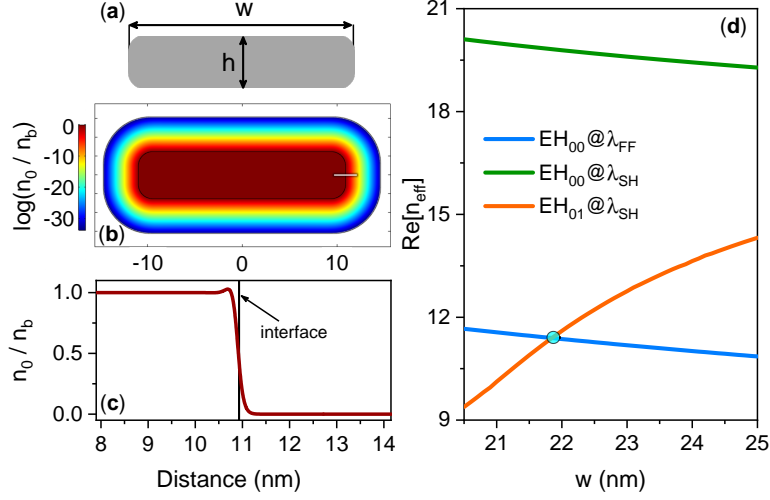 (a)
w
h
log(n0 / nb)
0
-10
-20
-30
(b)
-10
0
10
n0 / nb
1.0
0.5
0.0
interface
(c)
8
9
10
11
12
13
14
Distance (nm)
(d)
Re[neff]
21
18
15
12
9
EH00@λFF
EH00@λSH
EH01@λSH
21
22
23
24
25
w (nm)